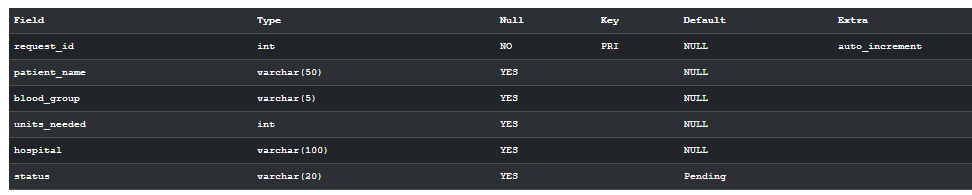 Field Type Null Key Default Extra
request_id int NO PRI NULL auto_increment
patient_name varchar(50) YES NULL
blood_group varchar(5) YES NULL
units_needed int YES NULL
hospital varchar(100) YES NULL
status varchar(20) YES Pending